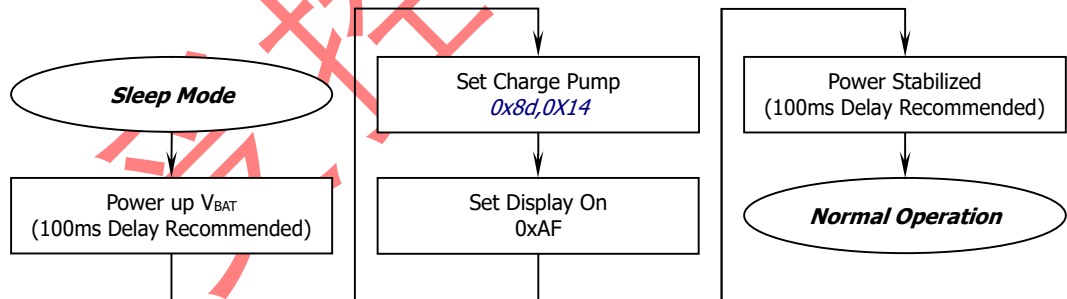 Sleep Mode
Power up VBAT
(100ms Delay Recommended)
Set Charge Pump
0x8d,0X14
Set Display On
0xAF
Power Stabilized
(100ms Delay Recommended)
Normal Operation